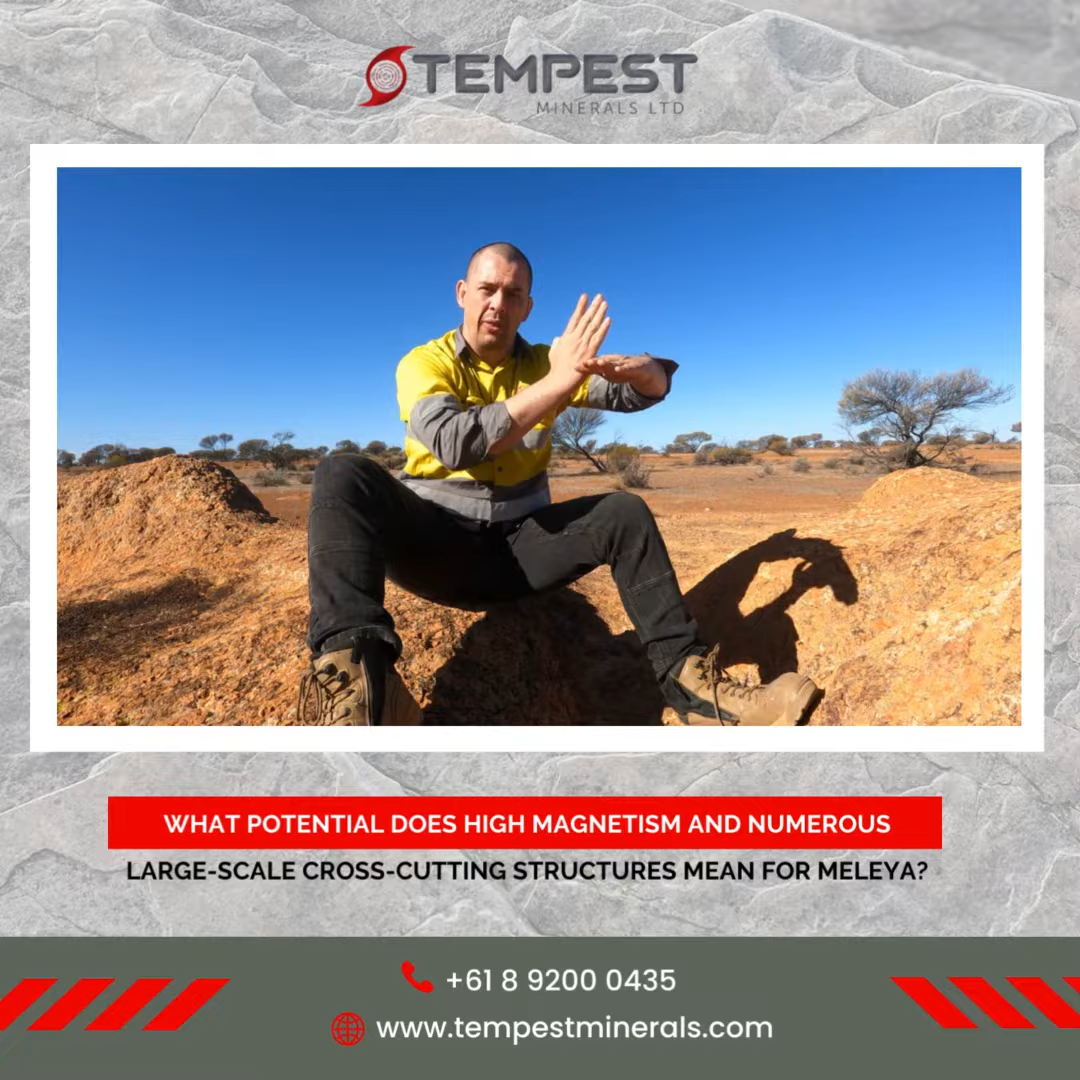 TEMPEST
MINERALS LTD
WHAT POTENTIAL DOES HIGH MAGNETISM AND NUMEROUS
LARGE-SCALE CROSS-CUTTING STRUCTURES MEAN FOR MELEYA?
+61 8 9200 0435
www.tempestminerals.com